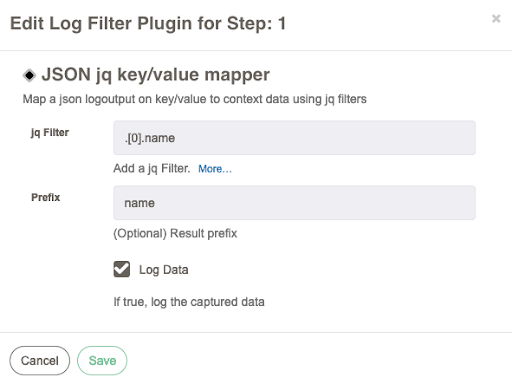 Edit Log Filter Plugin for Step: 1
×
JSON jq key/value mapper
Map a json logoutput on key/value to context data using jq filters
jq Filter
.[0].name
Add a jq Filter. More...
Prefix
name
(Optional) Result prefix
Log Data
If true, log the captured data
Cancel Save